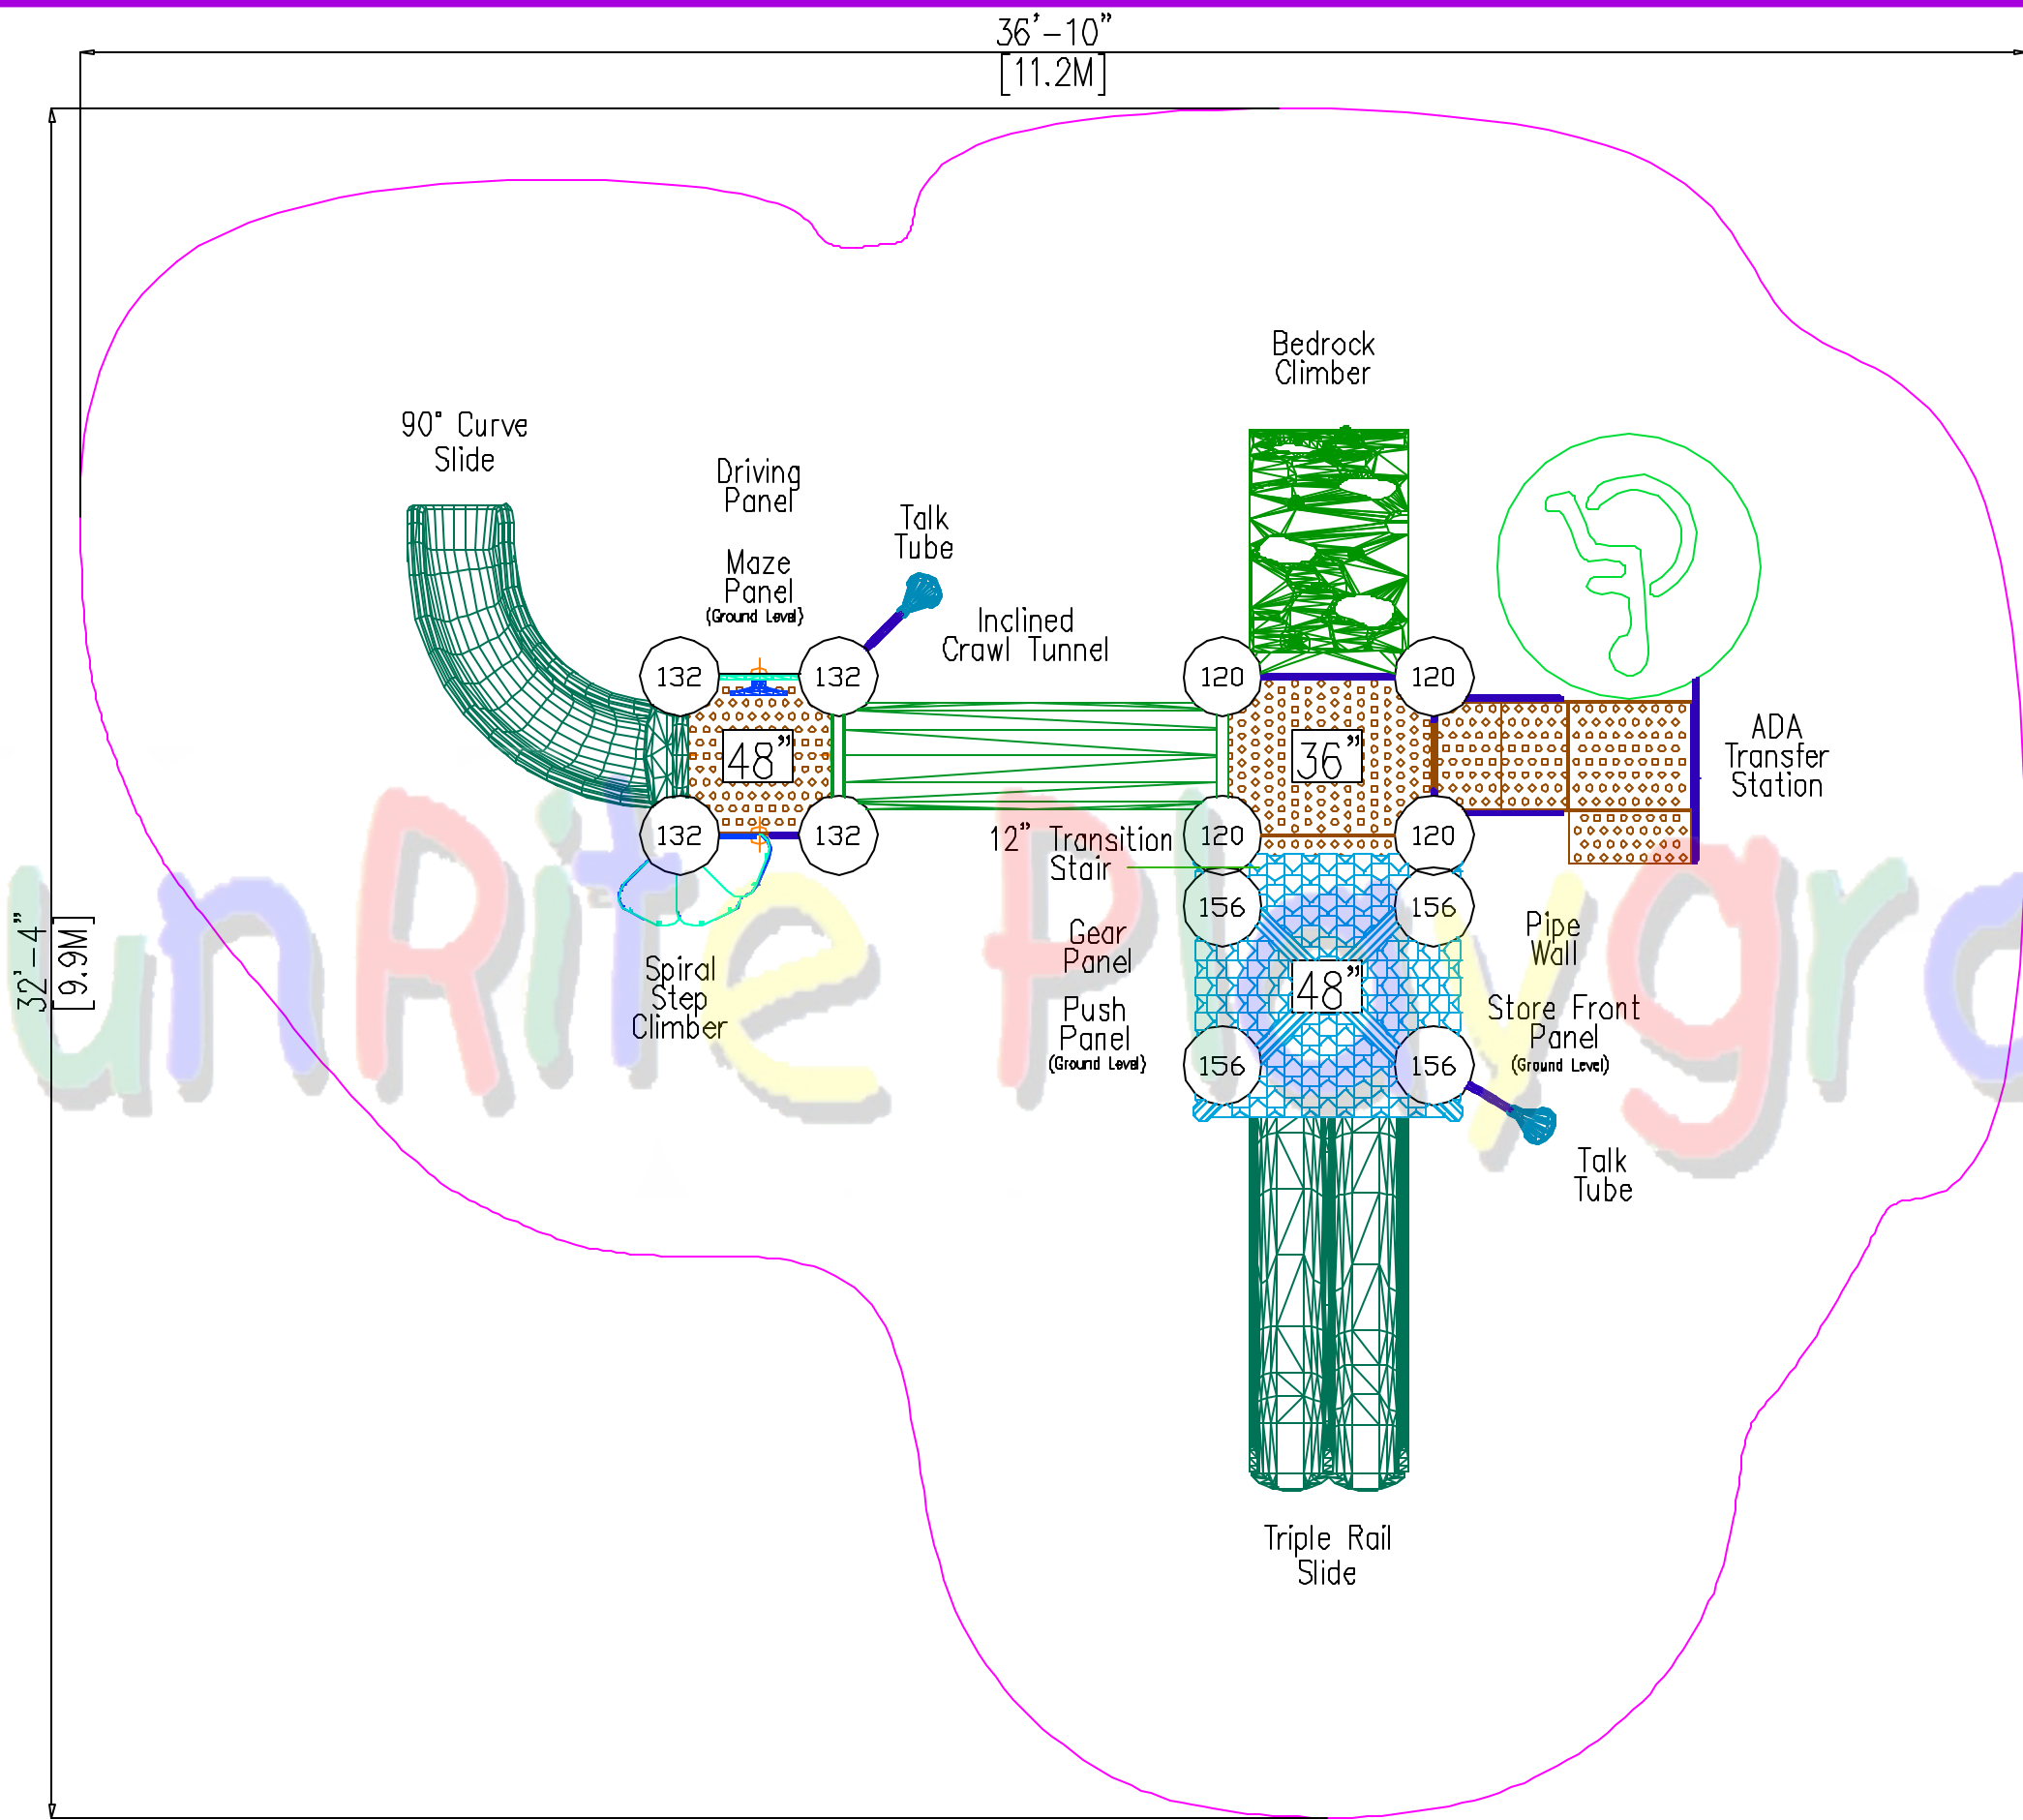 36'-10"
[11.2M]
Bedrock
Climber
90° Curve
Slide
Driving
Panel
Talk
Tube
Maze
Panel
(Ground Level)
Inclined
Crawl Tunnel
132
132
120
120
48"
36"
ADA
Transfer
Station
132
132
12" Transition
Stair
120
120
156
156
32'-4"
[9.9M]
Gear
Panel
Pipe
Wall
Spiral
Step
Climber
48"
Push
Panel
(Ground Level)
Store Front
Panel
(Ground Level)
156
156
Talk
Tube
Triple Rail
Slide
unRite Playgro